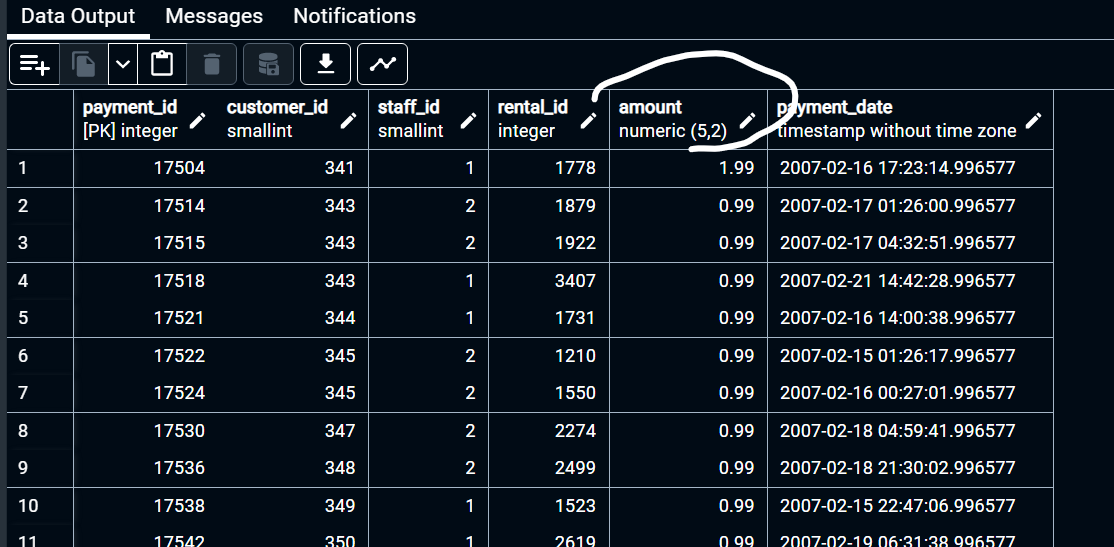 Data Output Messages Notifications
payment_id customer_id staff_id rental_id amount payment_date
[PK] integer smallint smallint integer numeric (5,2) timestamp without time zone
1 17504 341 1 1778 1.99 2007-02-16 17:23:14.996577
2 17514 343 2 1879 0.99 2007-02-17 01:26:00.996577
3 17515 343 2 1922 0.99 2007-02-17 04:32:51.996577
4 17518 343 1 3407 0.99 2007-02-21 14:42:28.996577
5 17521 344 1 1731 0.99 2007-02-16 14:00:38.996577
6 17522 345 2 1210 0.99 2007-02-15 01:26:17.996577
7 17524 345 2 1550 0.99 2007-02-16 00:27:01.996577
8 17530 347 2 2274 0.99 2007-02-18 04:59:41.996577
9 17536 348 2 2499 0.99 2007-02-18 21:30:02.996577
10 17538 349 1 1523 0.99 2007-02-15 22:47:06.996577
11 17542 350 1 2619 0.99 2007-02-19 06:31:38.996577